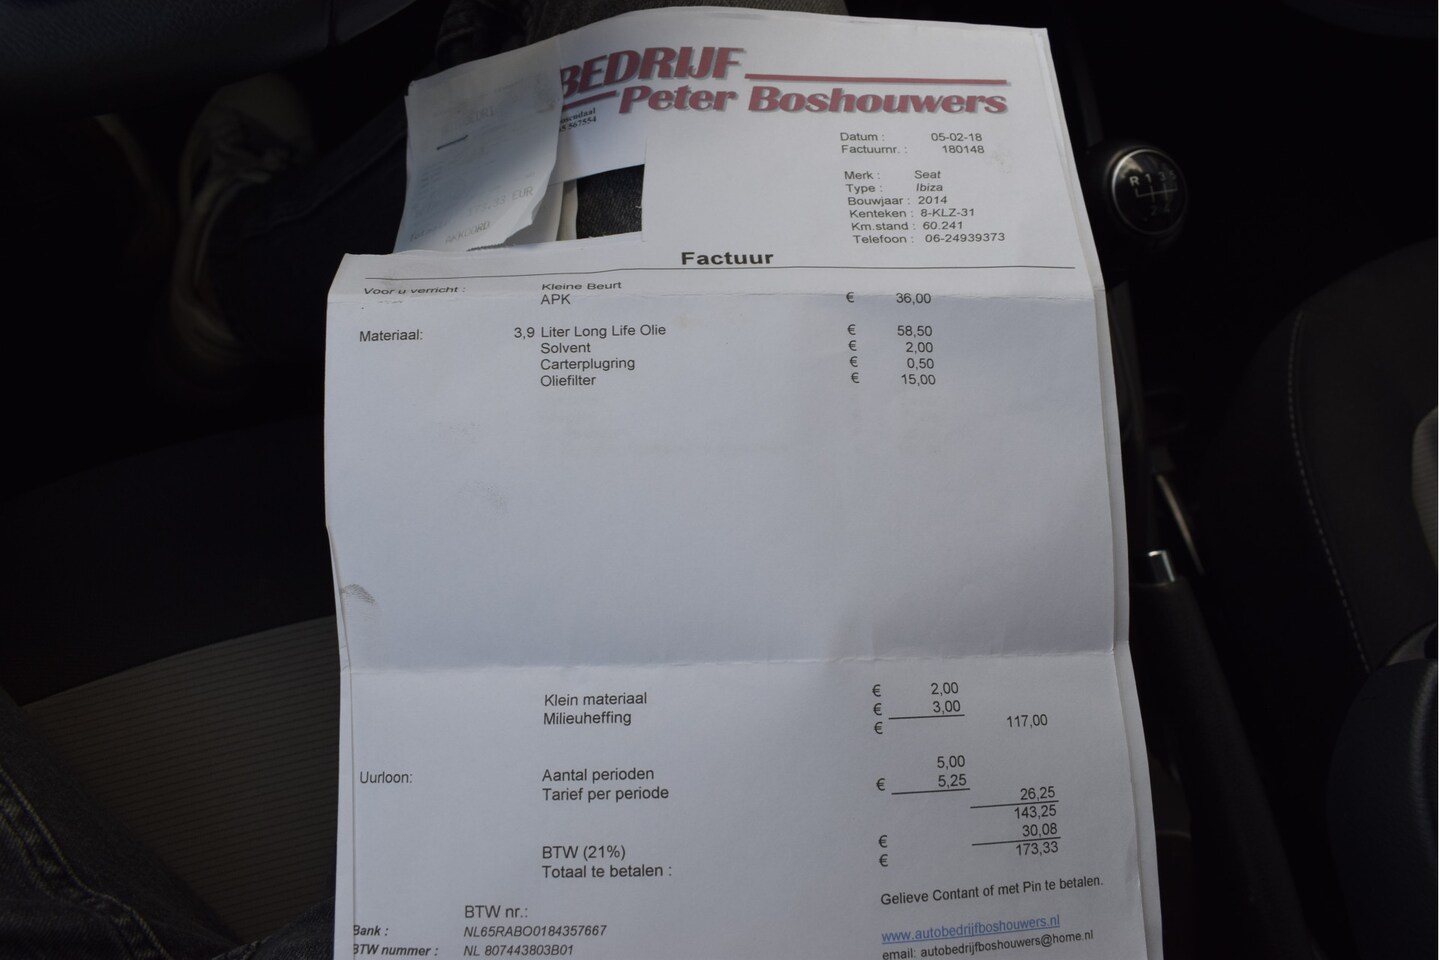 BEDRIJF
Peter Boshouwers
567554
Datum : 05-02-18
Factuurnr. : 180148
Merk : Seat
Type : Ibiza
Bouwjaar : 2014
Kenteken : 8-KLZ-31
Km.stand : 60.241
Telefoon : 06-24939373
EUR
AKKOORD
Factuur
Voor u verricht : Kleine Beurt
APK € 36,00
Materiaal: 3,9 Liter Long Life Olie € 58,50
Solvent € 2,00
Carterplugring € 0,50
Oliefilter € 15,00
Klein materiaal € 2,00
Milieuheffing € 3,00
€ 117,00
Uurloon: Aantal perioden 5,00
Tarief per periode € 5,25
26,25
143,25
BTW (21%) € 30,08
Totaal te betalen : € 173,33
Gelieve Contant of met Pin te betalen.
BTW nr.:
Bank : NL65RABO0184357667
BTW nummer : NL 807443803B01
www.autobedrijfboshouwers.nl
email: autobedrijfboshouwers@home.nl